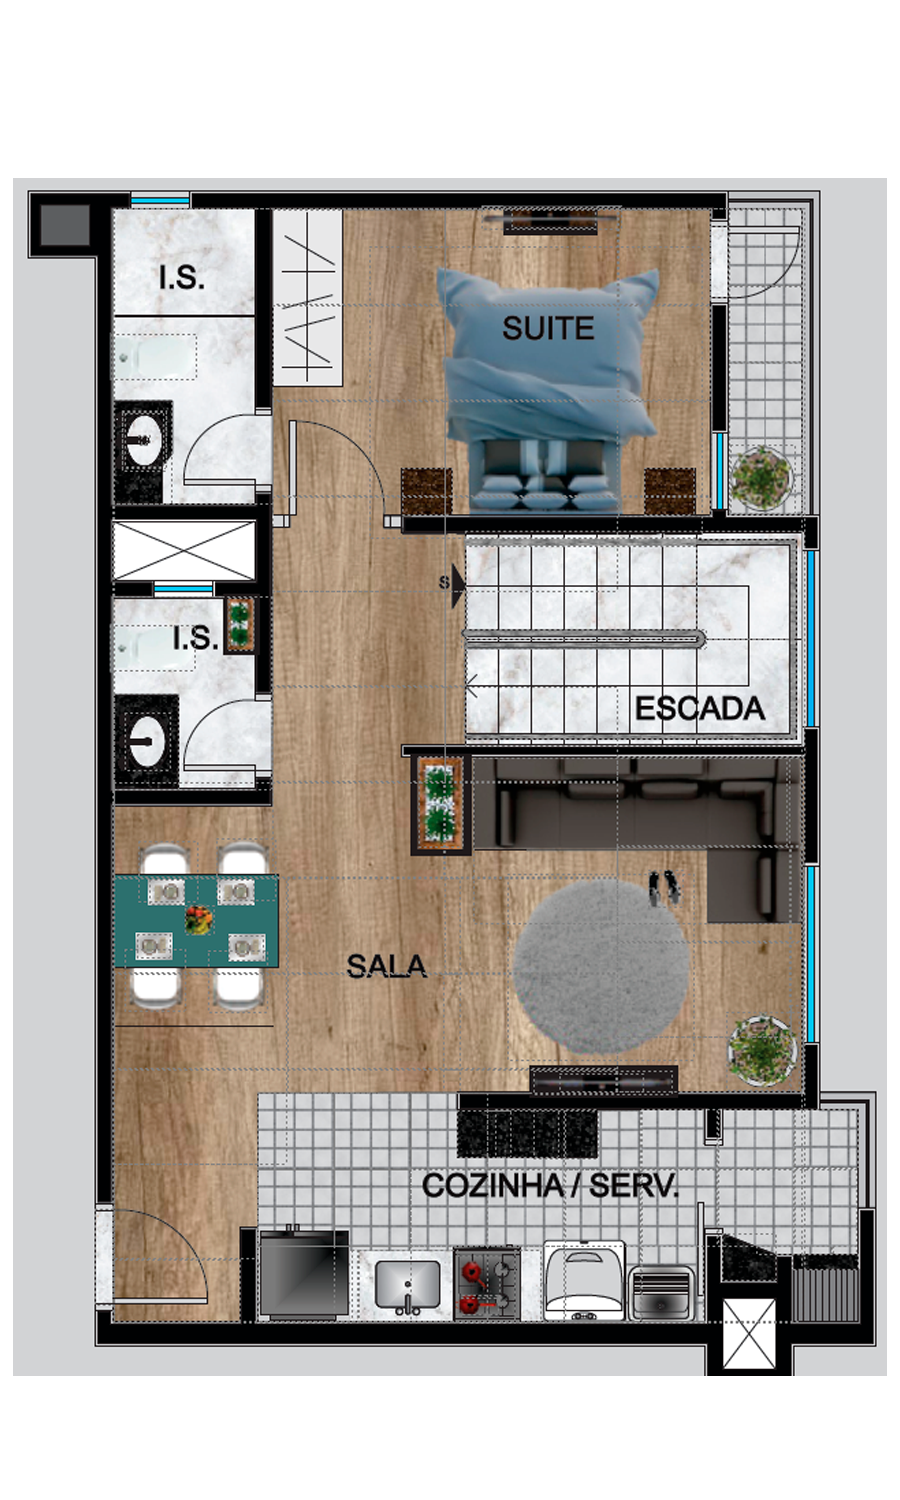 I.S.
SUITE
S
I.S.
ESCADA
SALA
COZINHA / SERV.